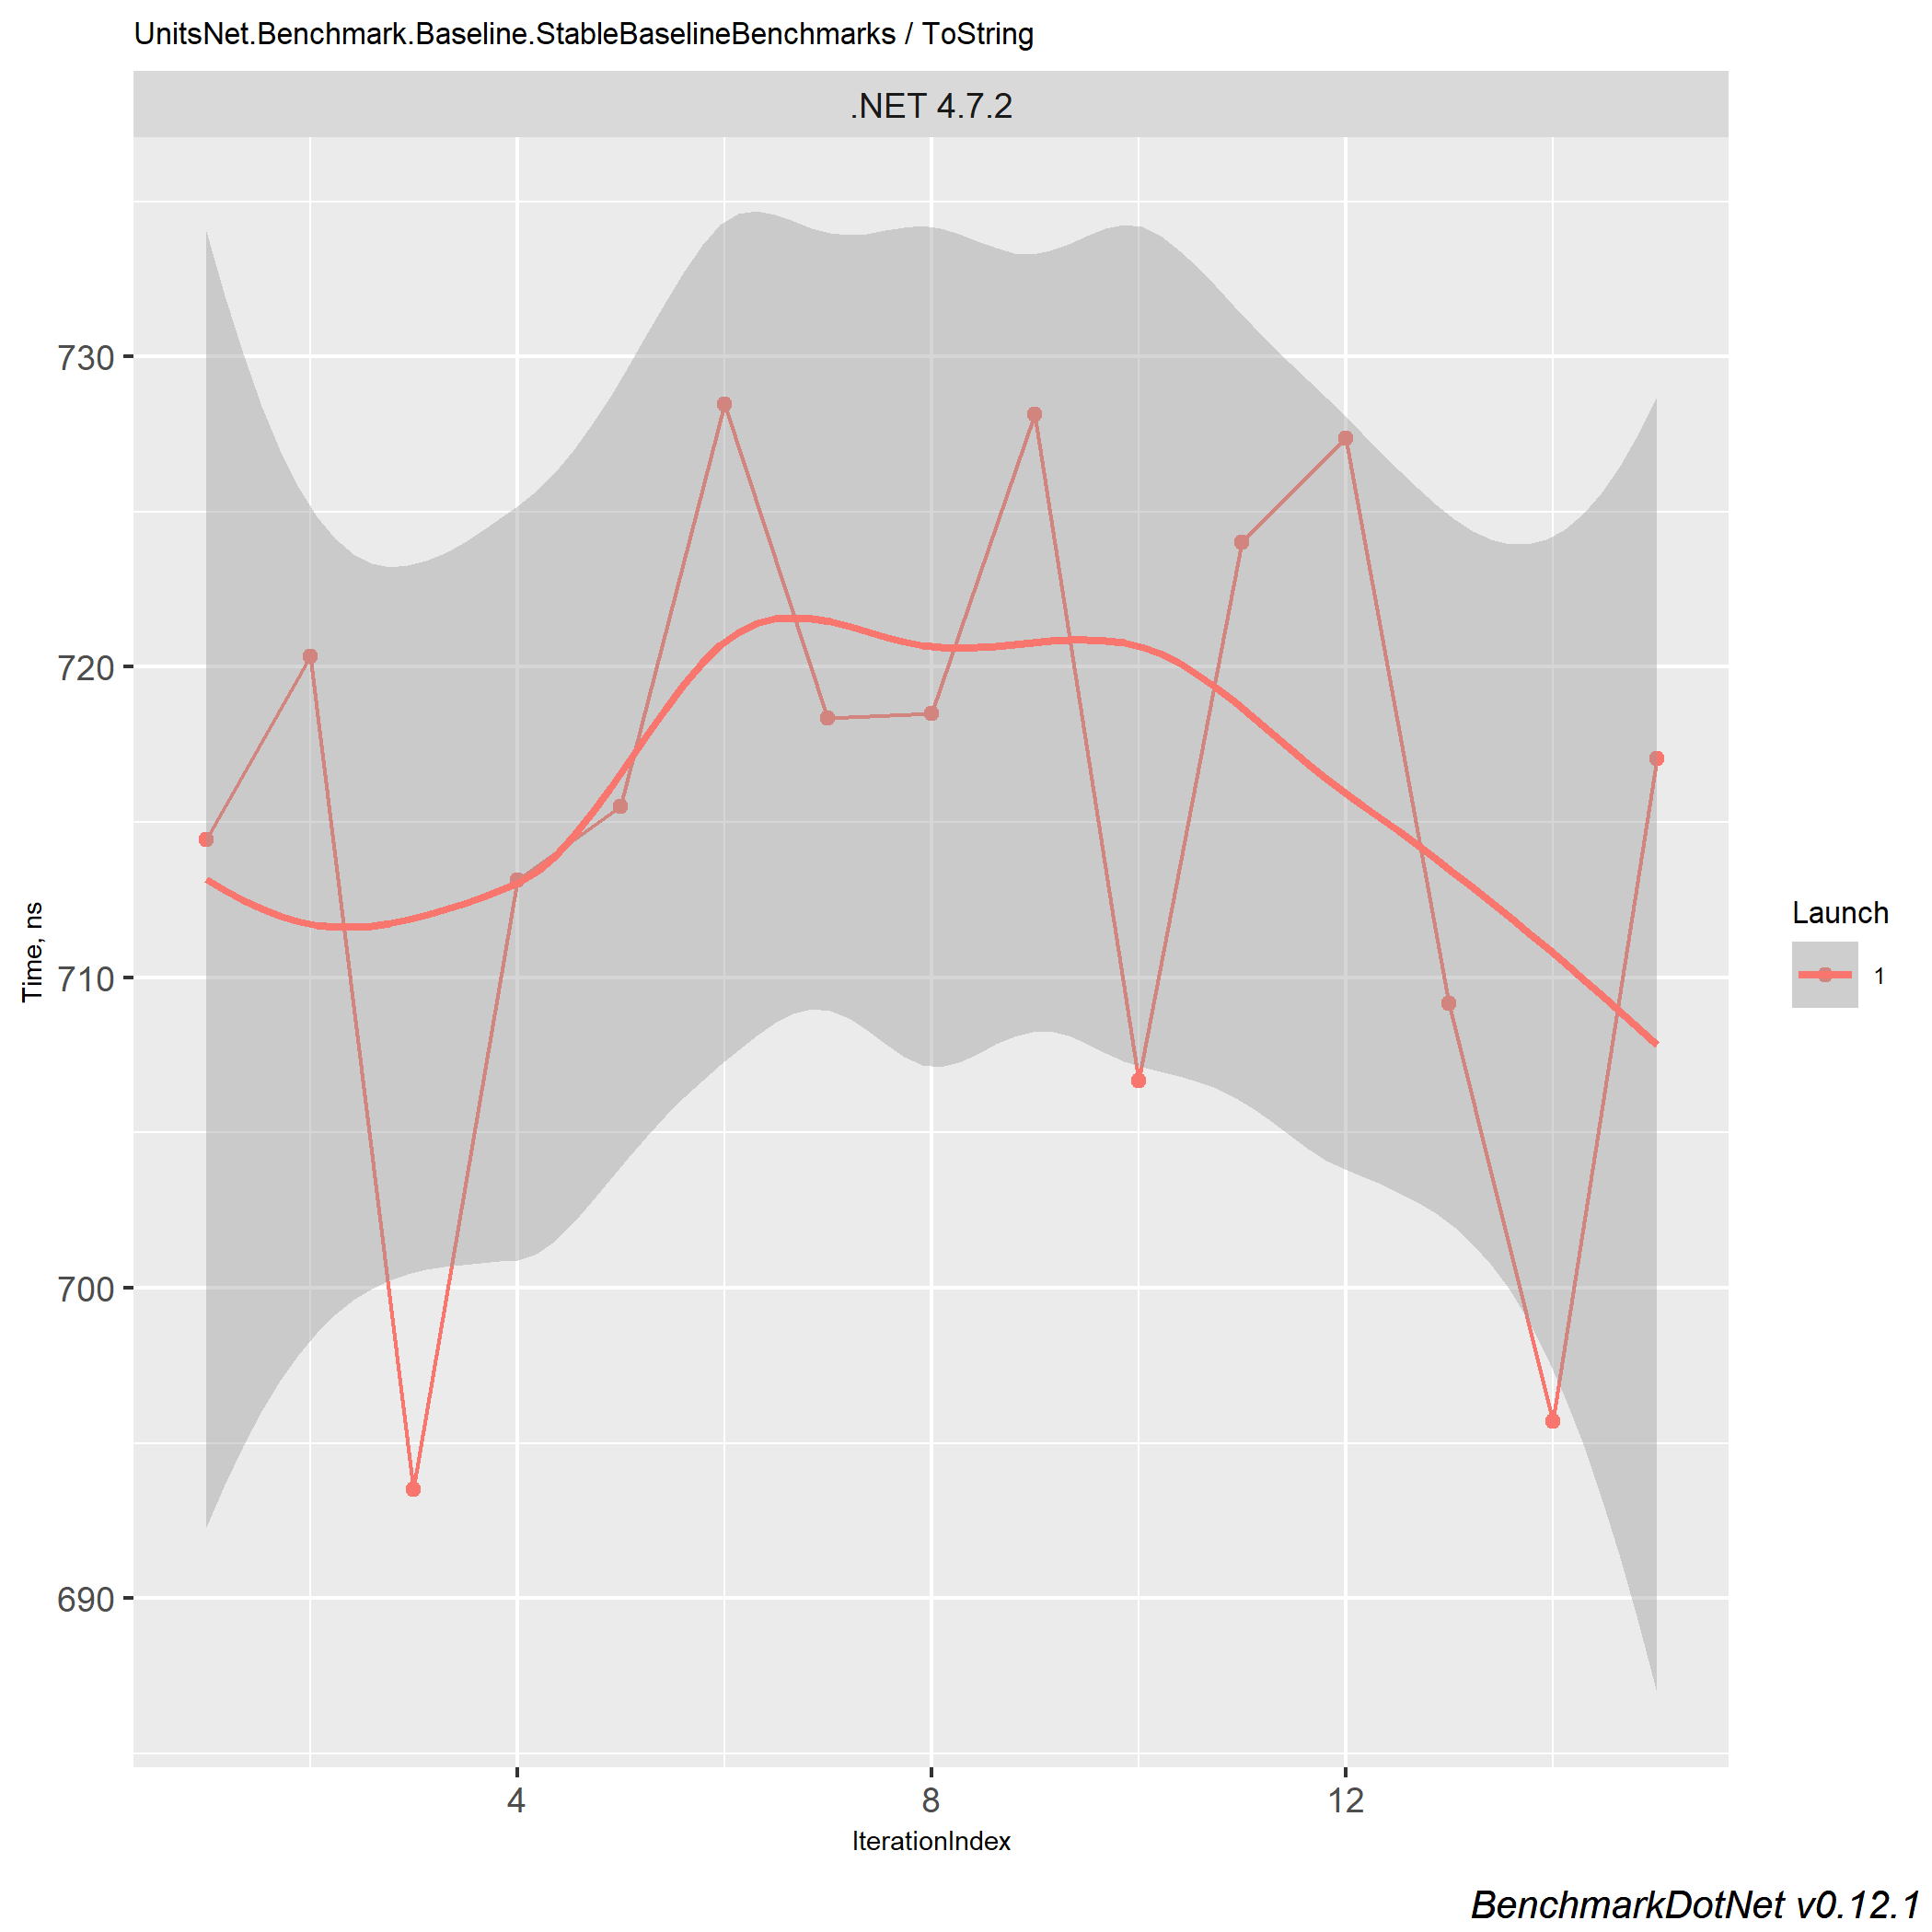 UnitsNet.Benchmark.Baseline.StableBaselineBenchmarks / ToString
.NET 4.7.2
730
720
710
700
690
Time, ns
4
8
12
IterationIndex
Launch
1
BenchmarkDotNet v0.12.1